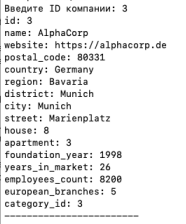 Введите ID компании: 3
id: 3
name: AlphaCorp
website: https://alphacorp.de
postal_code: 80331
country: Germany
region: Bavaria
district: Munich
city: Munich
street: Marienplatz
house: 8
apartment: 3
foundation_year: 1998
years_in_market: 26
employees_count: 8200
european_branches: 5
category_id: 3
------------------------